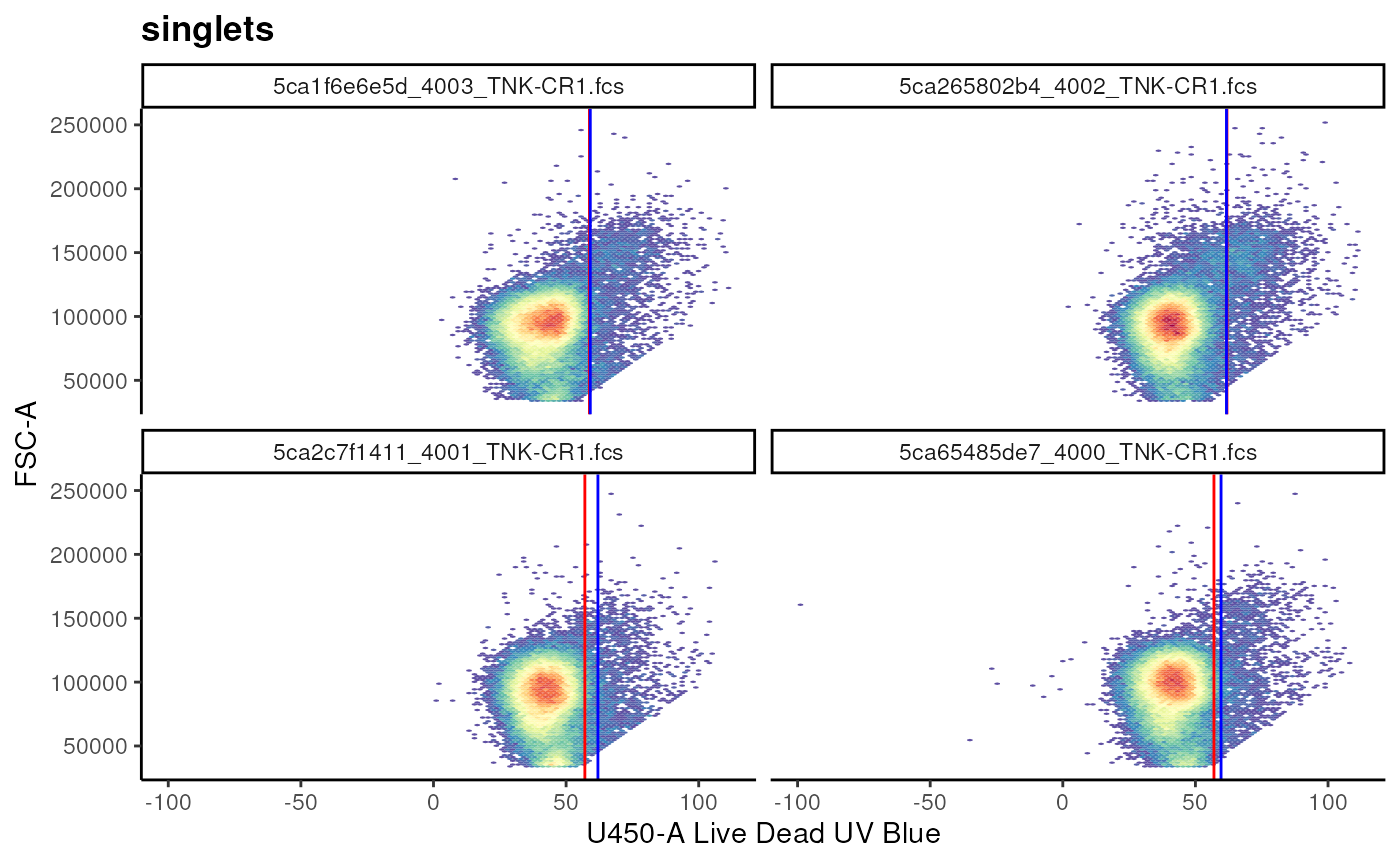 singlets
5ca1f6e6e5d_4003_TNK-CR1.fcs
5ca265802b4_4002_TNK-CR1.fcs
250000
200000
150000
100000
50000
5ca2c7f1411_4001_TNK-CR1.fcs
5ca65485de7_4000_TNK-CR1.fcs
250000
200000
150000
100000
50000
FSC-A
-100 -50 0 50 100
-100 -50 0 50 100
U450-A Live Dead UV Blue